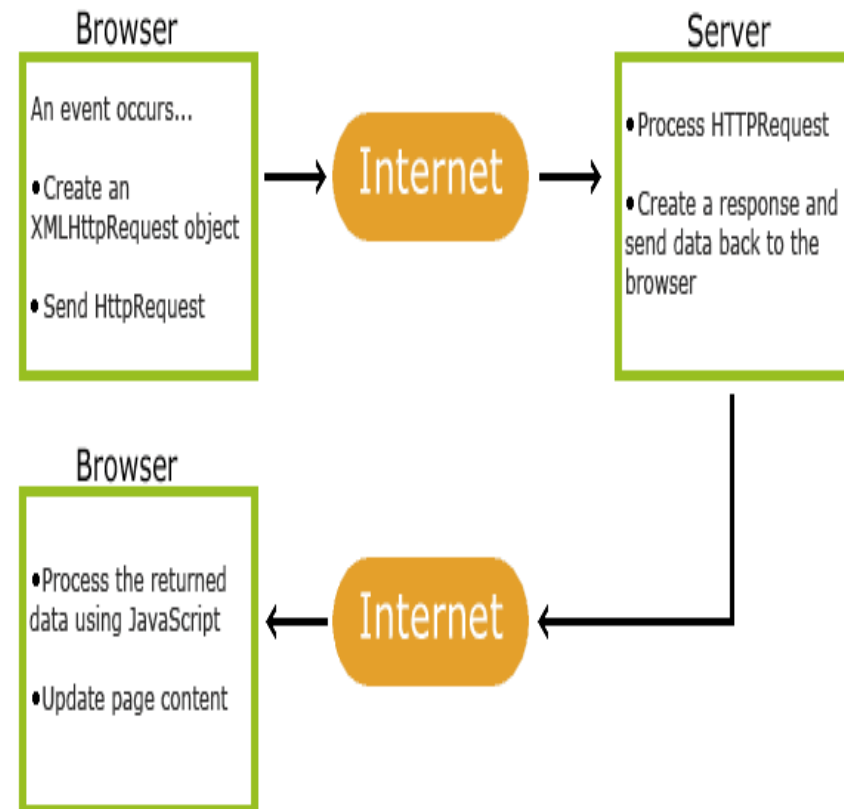 Browser
An event occurs...
•Create an
XMLHttpRequest object
•Send HttpRequest
Internet
Server
•Process HTTPRequest
•Create a response and
send data back to the
browser
Browser
•Process the returned
data using JavaScript
•Update page content
Internet